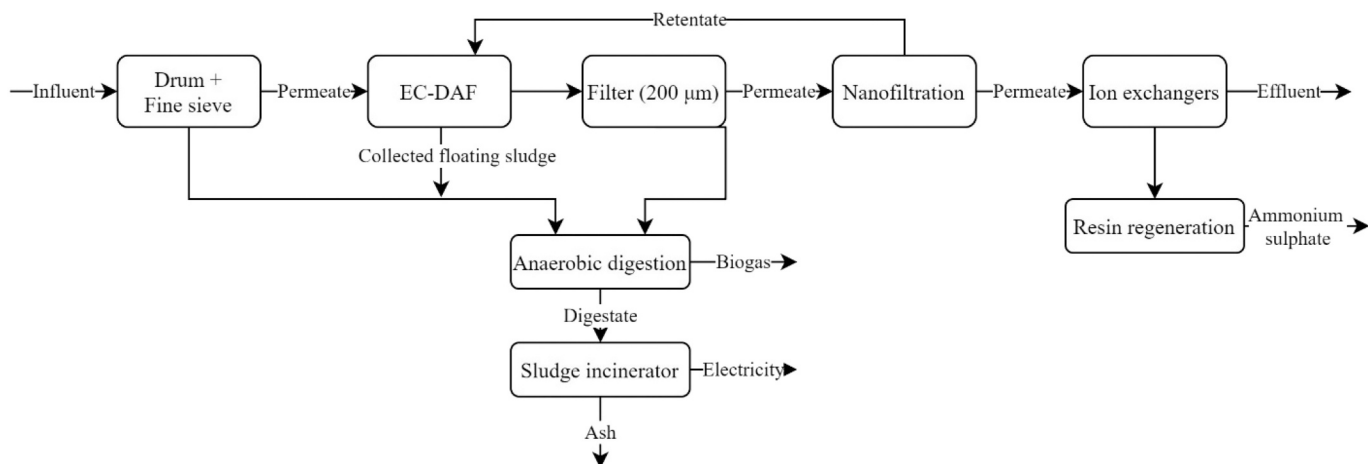 Retentate
Influent
Drum +
Fine sieve
Permeate
EC-DAF
Filter (200 μm)
Permeate
Nanofiltration
Permeate
Ion exchangers
Effluent
Collected floating sludge
Resin regeneration
Ammonium
sulphate
Anaerobic digestion
Biogas
Digestate
Sludge incinerator
Electricity
Ash